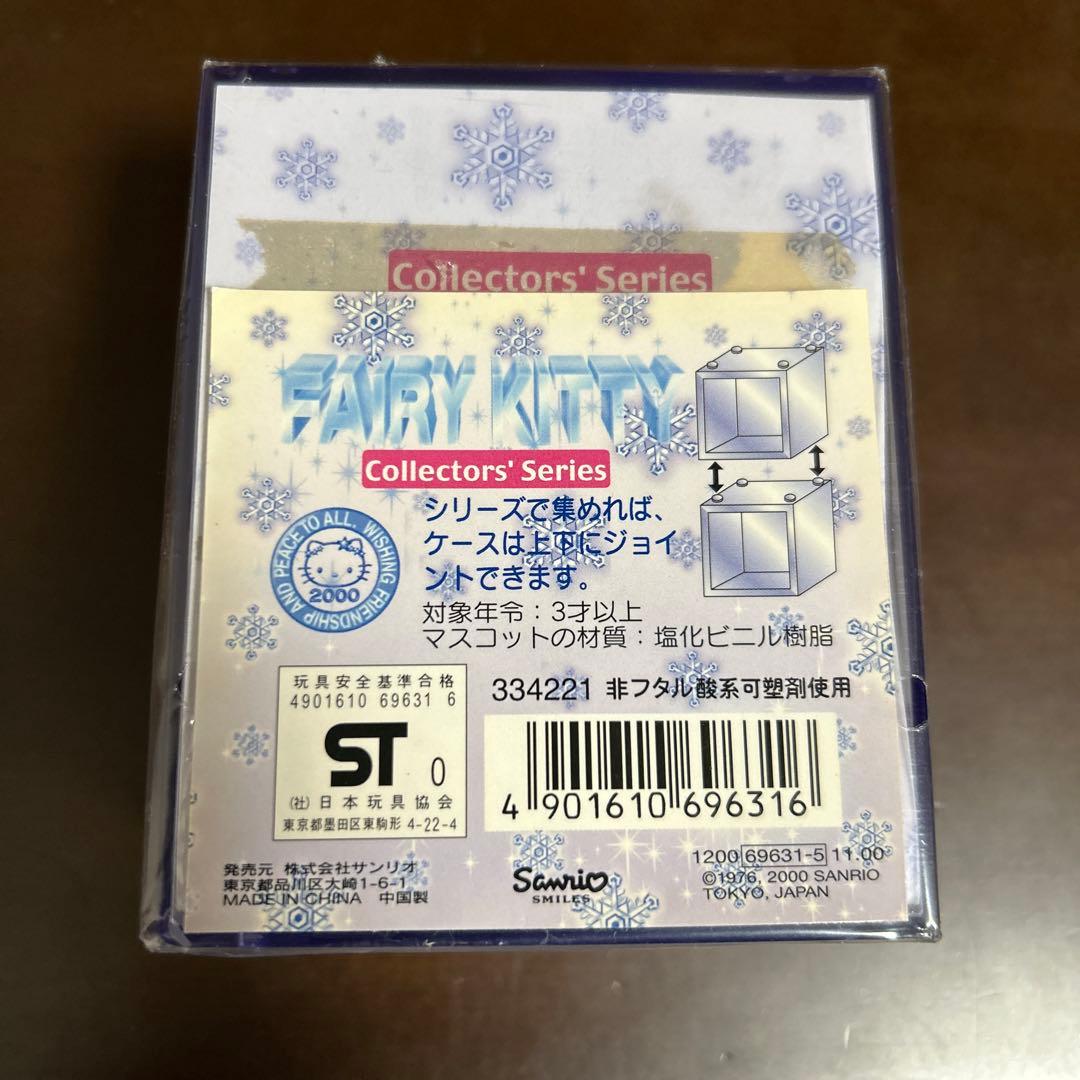 Collectors' Series
FAIRY KITTY
Collectors' Series
シリーズで集めれば、
ケースは上下にジョイ
ントできます。
WISHING FRIENDSHIP AND PEACE TO ALL.
2000
対象年令:3才以上
マスコットの材質:塩化ビニル樹脂
334221 非フタル酸系可塑剤使用
玩具安全基準合格
4901610 69631 6
ST 0
(社)日本玩具協会
東京都墨田区東駒形 4-22-4
4 901610 696316
発売元 株式会社サンリオ
東京都品川区大崎1-6-1
MADE IN CHINA 中国製
Sanrio
SMILES
1200 69631-5 11.00
©1976, 2000 SANRIO
TOKYO, JAPAN